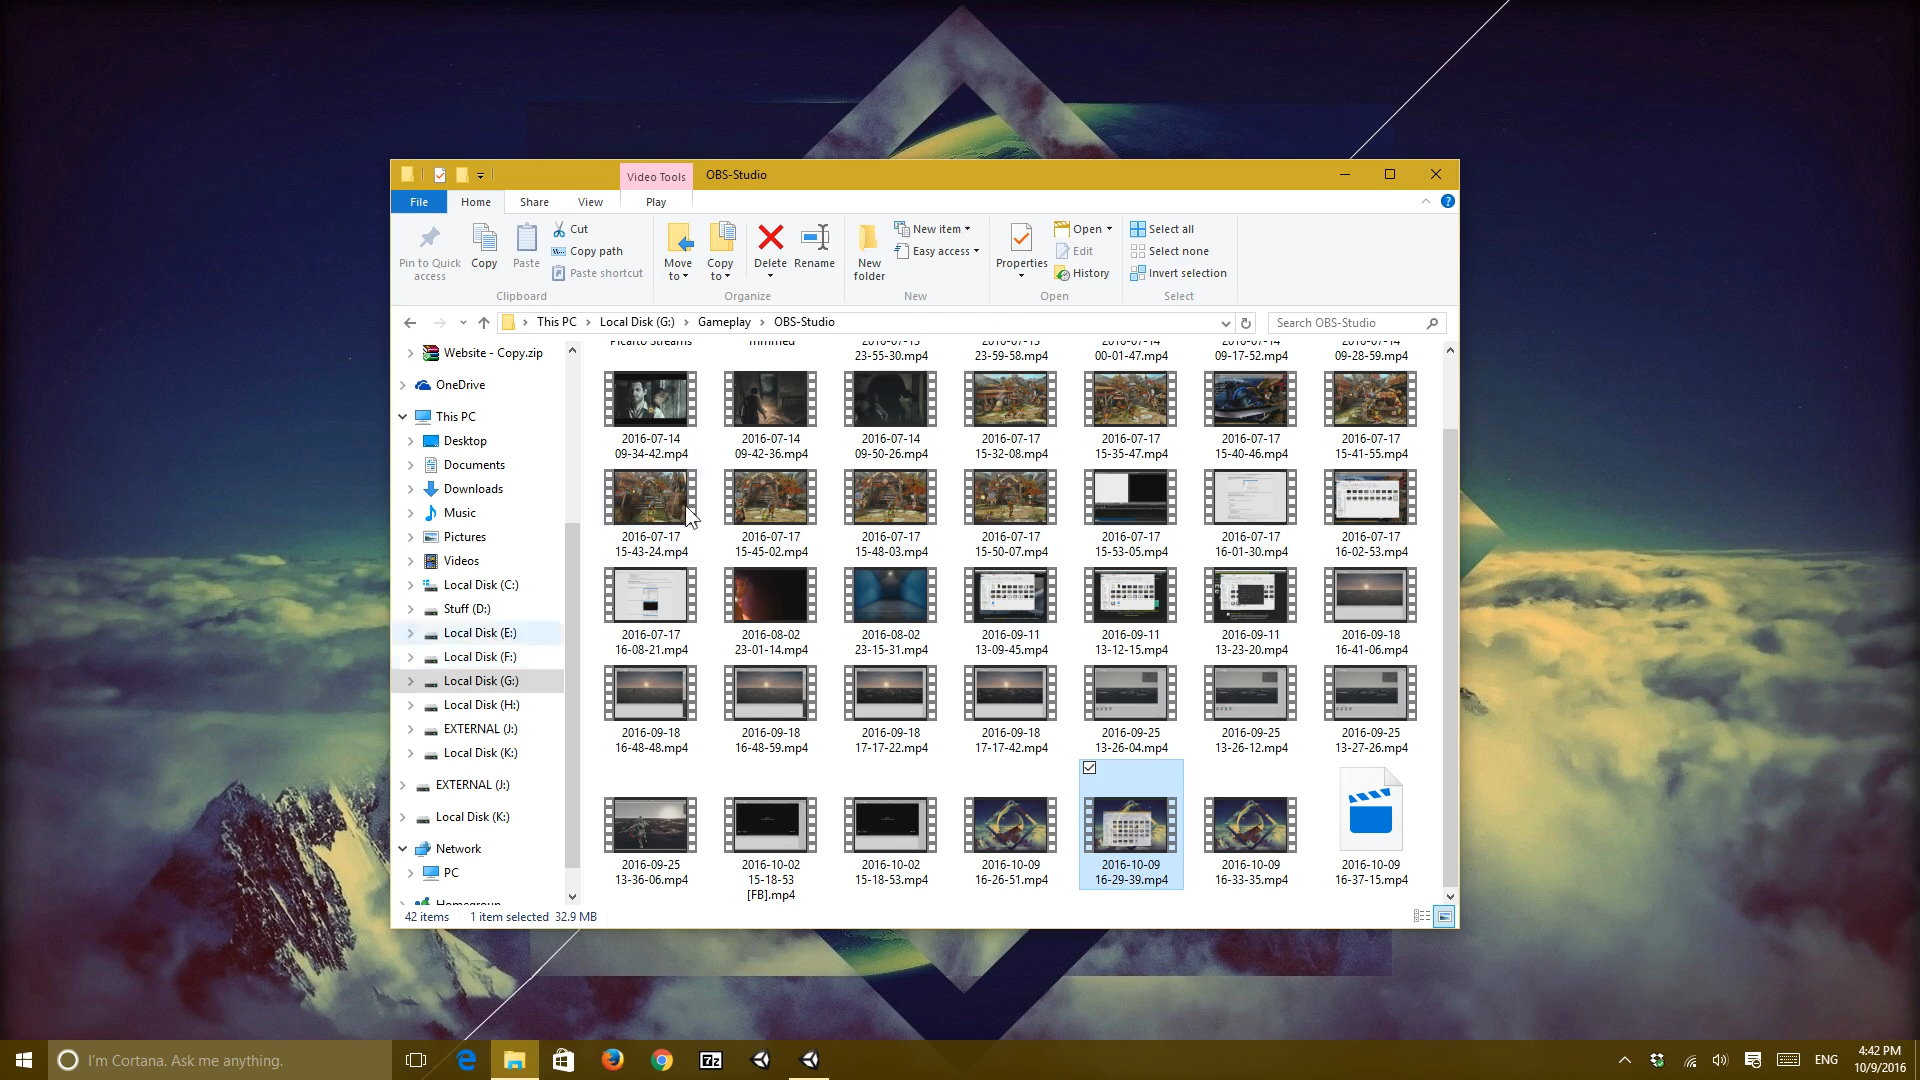 Video Tools
OBS-Studio
File
Home
Share
View
Play
Pin to Quick
access
Copy
Paste
Cut
Copy path
Paste shortcut
Clipboard
Move
to
Copy
to
Delete
Rename
Organize
New
folder
New item
Easy access
New
Properties
Open
Edit
History
Open
Select all
Select none
Invert selection
Select
This PC
Local Disk (G:)
Gameplay
OBS-Studio
Search OBS-Studio
Website - Copy.zip
OneDrive
This PC
Desktop
Documents
Downloads
Music
Pictures
Videos
Local Disk (C:)
Stuff (D:)
Local Disk (E:)
Local Disk (F:)
Local Disk (G:)
Local Disk (H:)
EXTERNAL (J:)
Local Disk (K:)
EXTERNAL (J:)
Local Disk (K:)
Network
PC
Homegroup
Picarto Streams
Trimmed
23-55-30.mp4
23-59-58.mp4
2016-07-14
00-01-47.mp4
2016-07-14
09-17-52.mp4
2016-07-14
09-28-59.mp4
2016-07-14
09-34-42.mp4
2016-07-14
09-42-36.mp4
2016-07-14
09-50-26.mp4
2016-07-17
15-32-08.mp4
2016-07-17
15-35-47.mp4
2016-07-17
15-40-46.mp4
2016-07-17
15-41-55.mp4
2016-07-17
15-43-24.mp4
2016-07-17
15-45-02.mp4
2016-07-17
15-48-03.mp4
2016-07-17
15-50-07.mp4
2016-07-17
15-53-05.mp4
2016-07-17
16-01-30.mp4
2016-07-17
16-02-53.mp4
2016-07-17
16-08-21.mp4
2016-08-02
23-01-14.mp4
2016-08-02
23-15-31.mp4
2016-09-11
13-09-45.mp4
2016-09-11
13-12-15.mp4
2016-09-11
13-23-20.mp4
2016-09-18
16-41-06.mp4
2016-09-18
16-48-48.mp4
2016-09-18
16-48-59.mp4
2016-09-18
17-17-22.mp4
2016-09-18
17-17-42.mp4
2016-09-25
13-26-04.mp4
2016-09-25
13-26-12.mp4
2016-09-25
13-27-26.mp4
2016-09-25
13-36-06.mp4
2016-10-02
15-18-53
[FB].mp4
2016-10-02
15-18-53.mp4
2016-10-09
16-26-51.mp4
2016-10-09
16-29-39.mp4
2016-10-09
16-33-35.mp4
2016-10-09
16-37-15.mp4
42 items
1 item selected 32.9 MB
I'm Cortana. Ask me anything.
7z
ENG
4:42 PM
10/9/2016